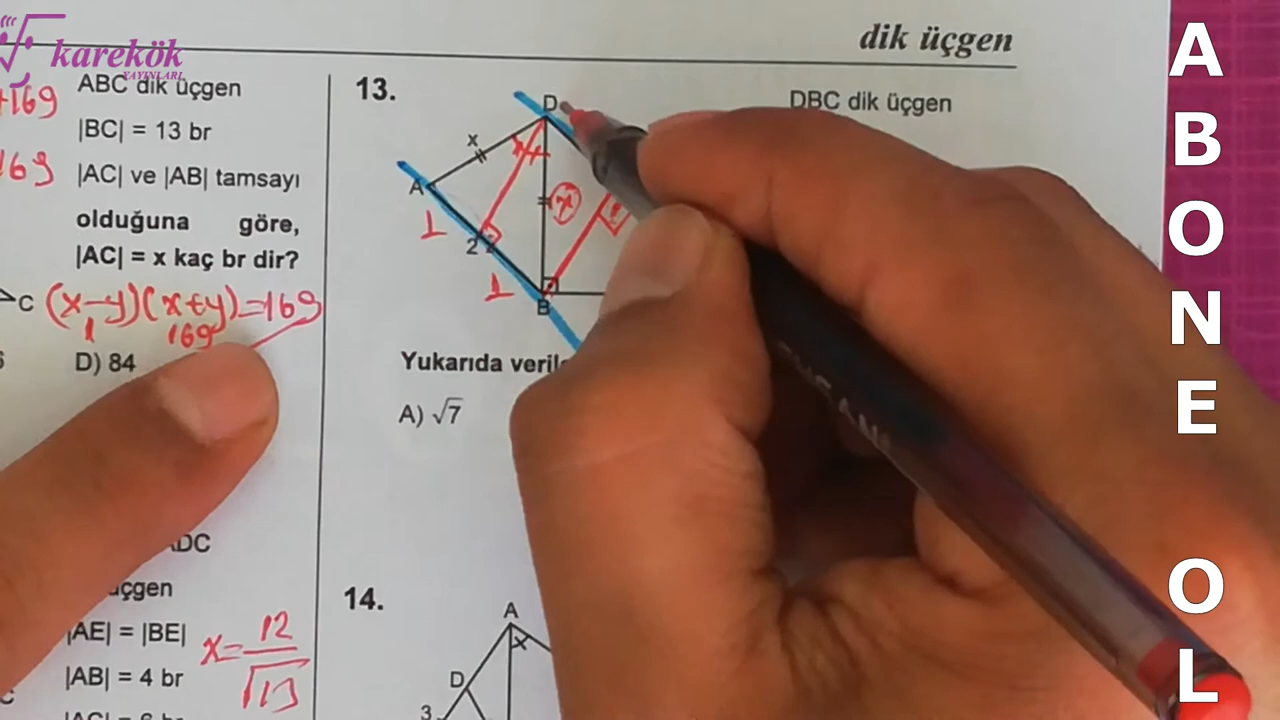 karekök
YAYINLARI
dik üçgen
+169
169
ABC dik üçgen
|BC| = 13 br
|AC| ve |AB| tamsayı
olduğuna göre,
|AC| = x kaç br dir?
C
(x-y)(x+y)=169
1 169
D) 84
ADC
|AE| = |BE|
|AB| = 4 br
x=12/√13
13.
DBC dik üçgen
D
x
A
x
1
2
1
B
Yukarıda
A) √7
14.
A
x
D
3
ABONE OL